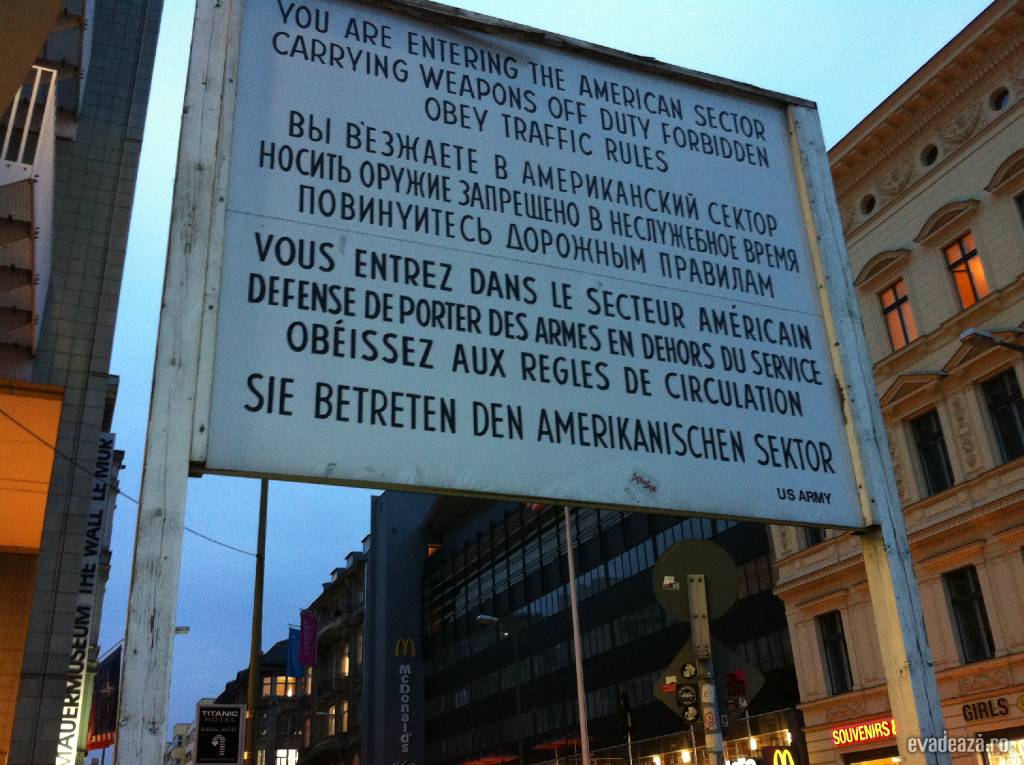 YOU ARE ENTERING THE AMERICAN SECTOR
CARRYING WEAPONS OFF DUTY FORBIDDEN
OBEY TRAFFIC RULES
ВЫ ВЪЕЗЖАЕТЕ В АМЕРИКАНСКИЙ СЕКТОР
НОСИТЬ ОРУЖИЕ ЗАПРЕЩЕНО В НЕСЛУЖЕБНОЕ ВРЕМЯ
ПОВИНУИТЕСЬ ДОРОЖНЫМ ПРАВИЛАМ
VOUS ENTREZ DANS LE SECTEUR AMÉRICAIN
DEFENSE DE PORTER DES ARMES EN DEHORS DU SERVICE
OBÉISSEZ AUX REGLES DE CIRCULATION
SIE BETRETEN DEN AMERIKANISCHEN SEKTOR
US ARMY
MAUERMUSEUM THE WALL LE MUR
McDonald's
TITANIC
HOTEL
SOUVENIRS &
GIRLS
evadează.ro